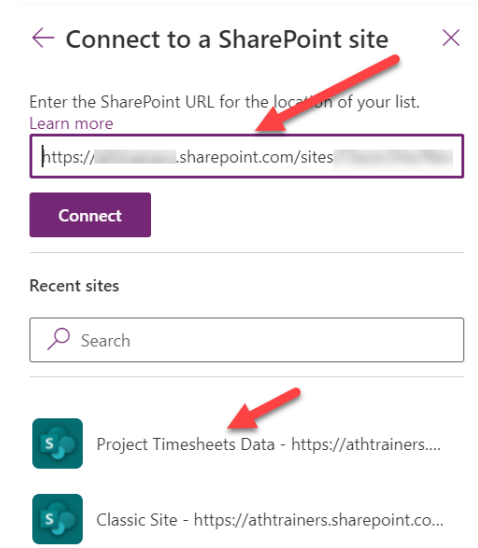 Connect to a SharePoint site
Enter the SharePoint URL for the location of your list.
Learn more
https://.sharepoint.com/sites
Connect
Recent sites
Search
Project Timesheets Data - https://athtrainers....
Classic Site - https://athtrainers.sharepoint.co...